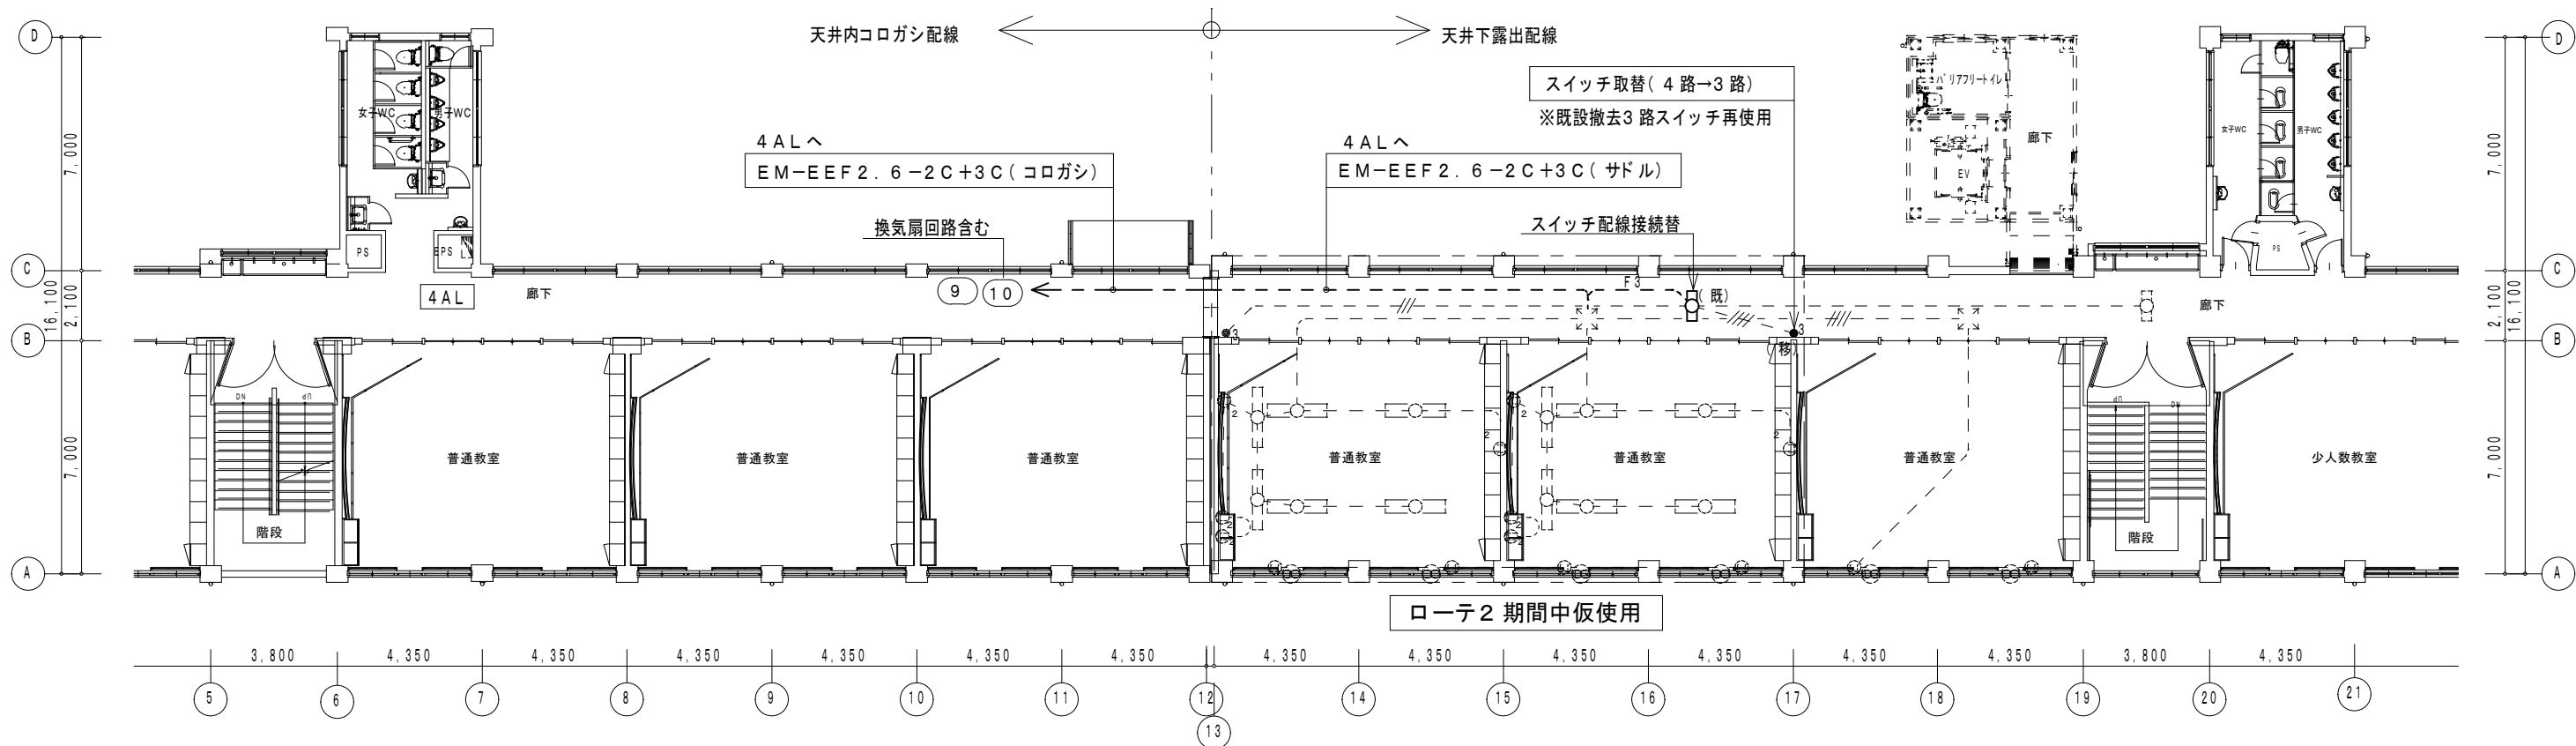 D
天井内コロガシ配線
天井下露出配線
D
スイッチ取替(4路→3路)
※既設撤去3路スイッチ再使用
バリアフリートイレ
女子WC
男子WC
女子WC
男子WC
廊下
EV
7,000
7,000
4ALへ
EM-EEF2.6-2C+3C(コロガシ)
4ALへ
EM-EEF2.6-2C+3C(サドル)
換気扇回路含む
スイッチ配線接続替
PS
EPS
L
PS
C
C
4AL
廊下
9
10
F3
(既)
廊下
16,100
2,100
2,100
16,100
3
3
B
B
(移)
DN
UP
UP
DN
2
2
2
2
7,000
7,000
普通教室
普通教室
普通教室
普通教室
普通教室
普通教室
少人数教室
階段
階段
2
2
2
2
A
A
ローテ2期間中仮使用
3,800
4,350
4,350
4,350
4,350
4,350
4,350
4,350
4,350
4,350
4,350
4,350
4,350
3,800
4,350
5
6
7
8
9
10
11
12
14
15
16
17
18
19
20
21
13